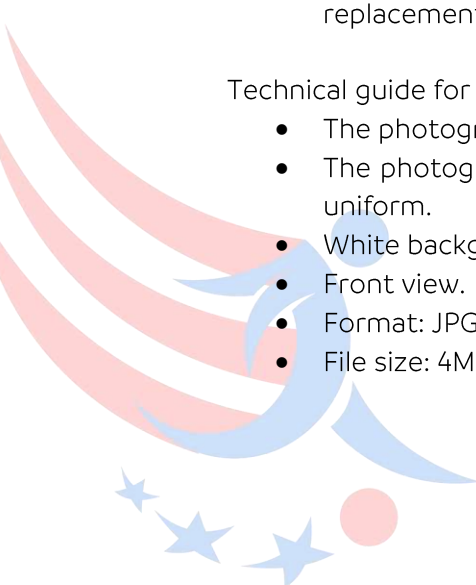 replacement
Technical guide for
• The photogr
• The photog
uniform.
• White backg
• Front view.
• Format: JPG
• File size: 4M